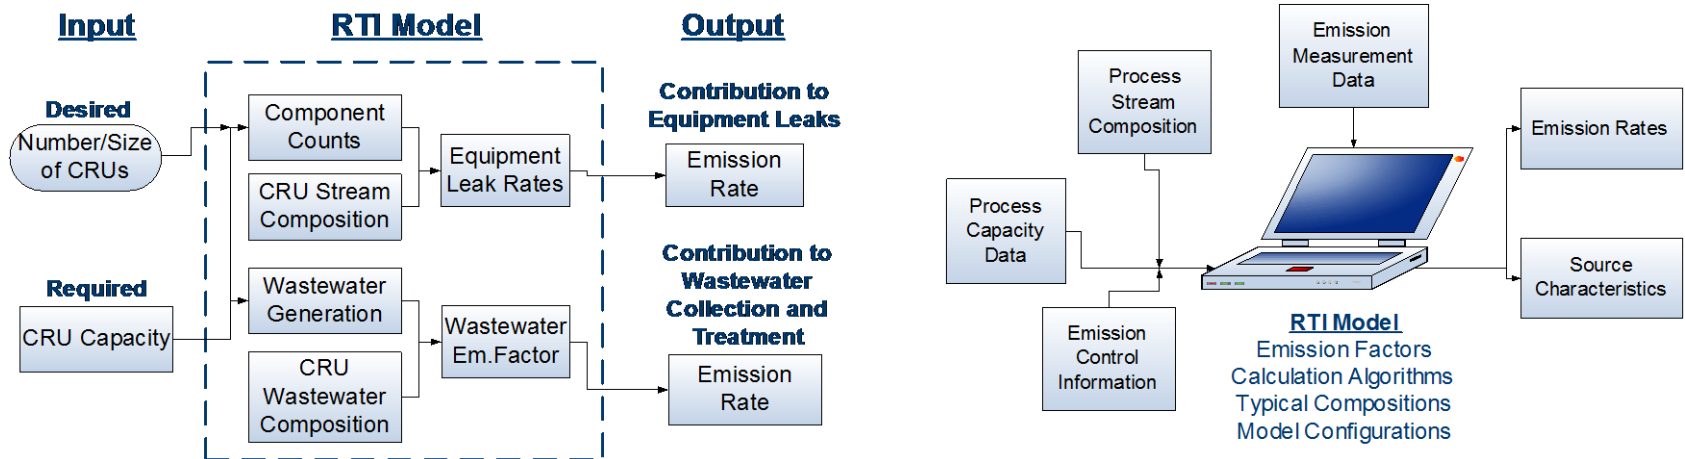 Input
RTI Model
Output
Desired
Number/Size
of CRUs
Required
CRU Capacity
Component
Counts
CRU Stream
Composition
Equipment
Leak Rates
Wastewater
Generation
CRU
Wastewater
Composition
Wastewater
Em.Factor
Contribution to
Equipment Leaks
Emission
Rate
Contribution to
Wastewater
Collection and
Treatment
Emission
Rate
Emission
Measurement
Data
Process
Stream
Composition
Process
Capacity
Data
Emission
Control
Information
RTI Model
Emission Factors
Calculation Algorithms
Typical Compositions
Model Configurations
Emission Rates
Source
Characteristics